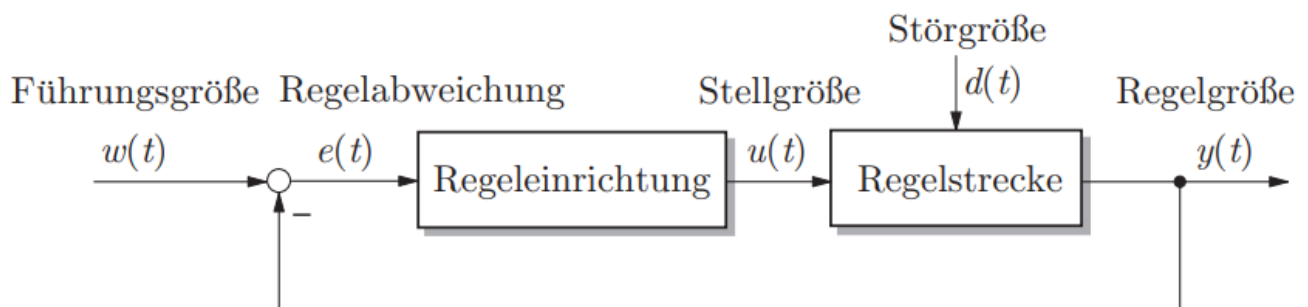 Störgröße
Führungsgröße Regelabweichung Stellgröße d(t) Regelgröße
w(t) e(t) u(t) y(t)
Regeleinrichtung Regelstrecke
−